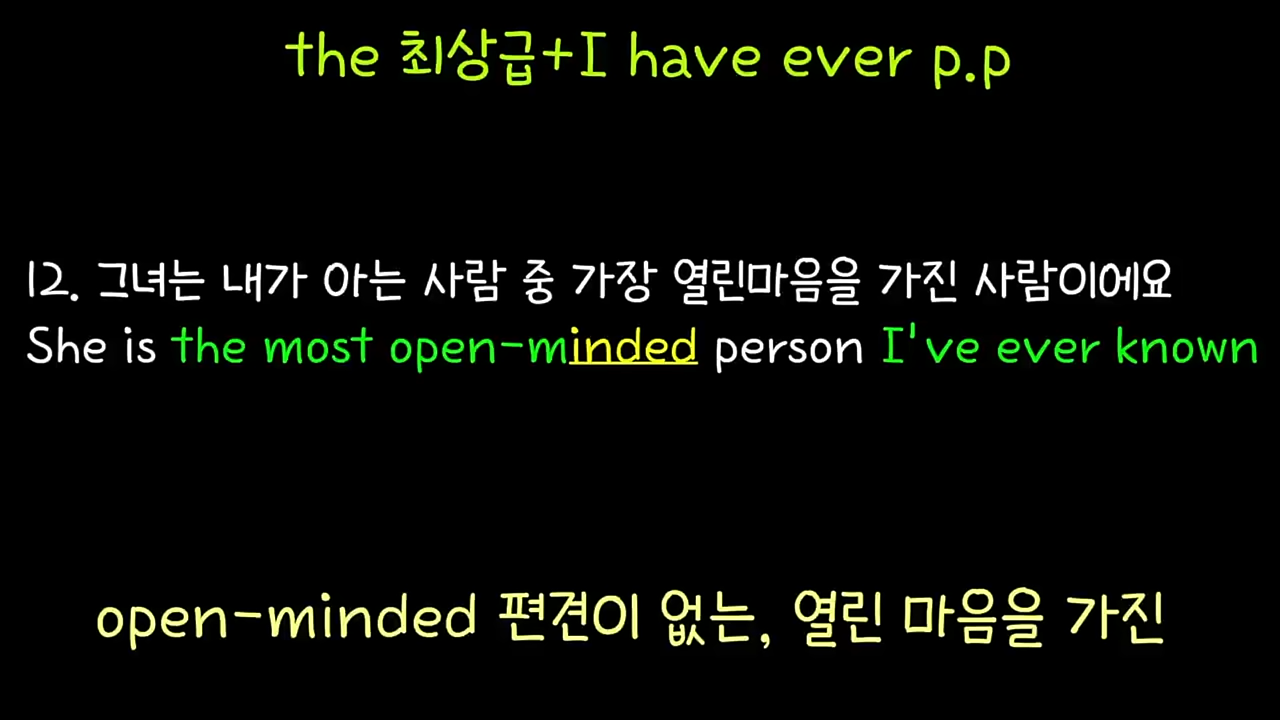 the 최상급+I have ever p.p
12. 그녀는 내가 아는 사람 중 가장 열린마음을 가진 사람이에요
She is the most open-minded person I've ever known
open-minded 편견이 없는, 열린 마음을 가진